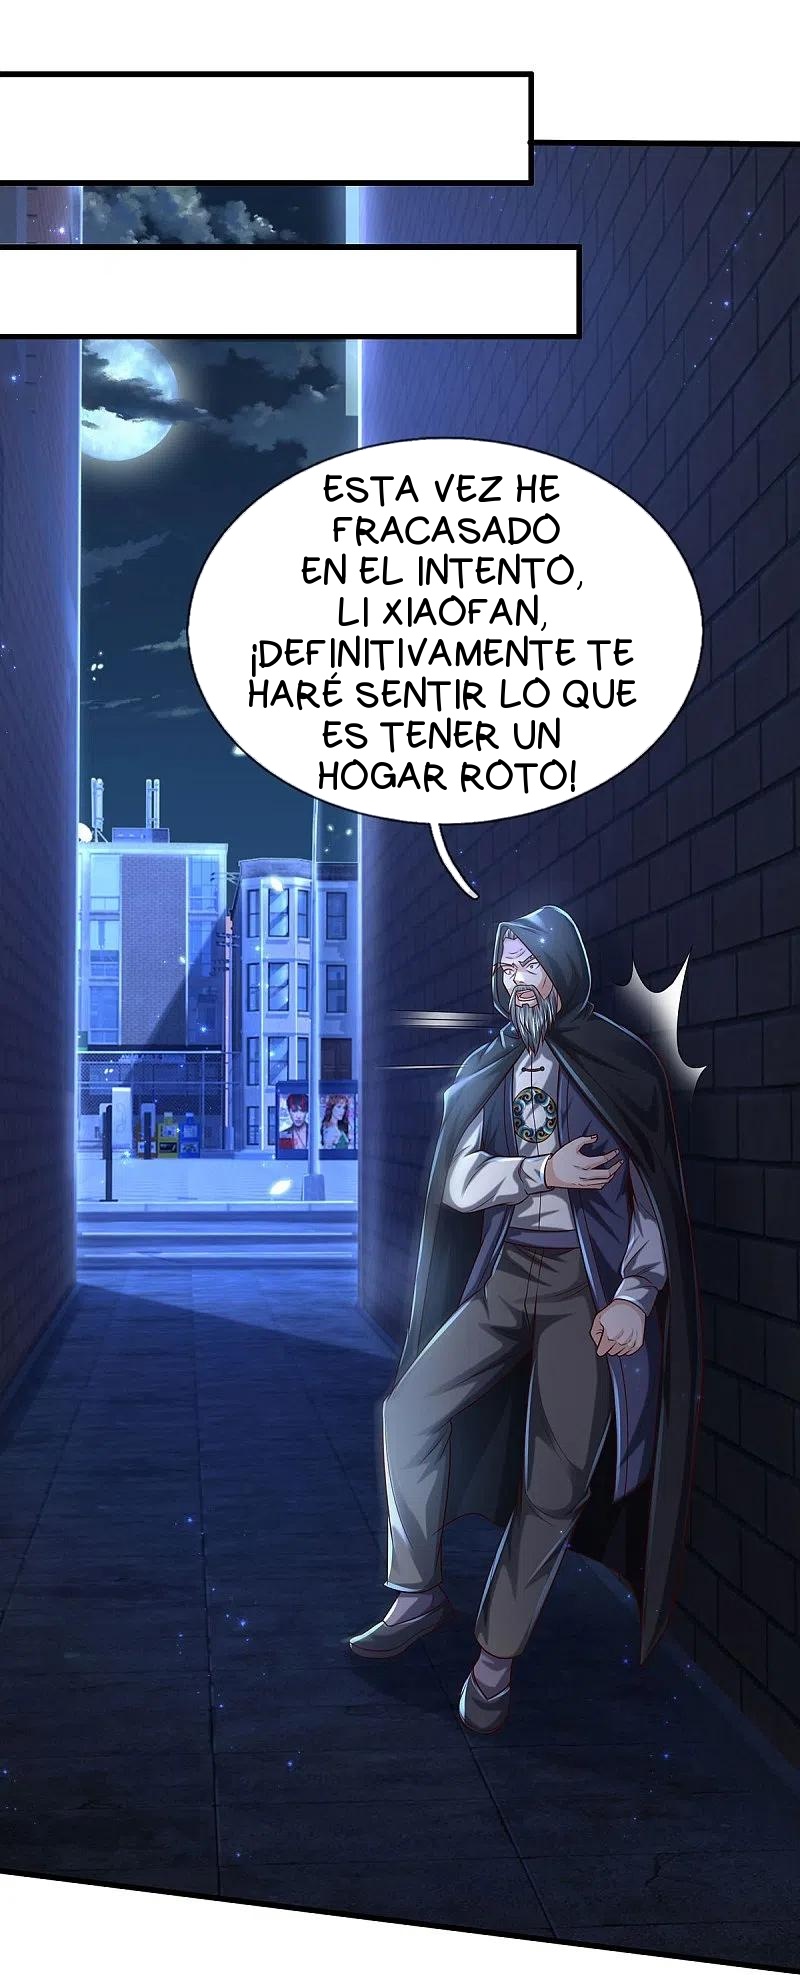 ESTA VEZ HE
FRACASADO
EN EL INTENTO,
LI XIAOFAN,
¡DEFINITIVAMENTE TE
HARÉ SENTIR LO QUE
ES TENER UN
HOGAR ROTO!